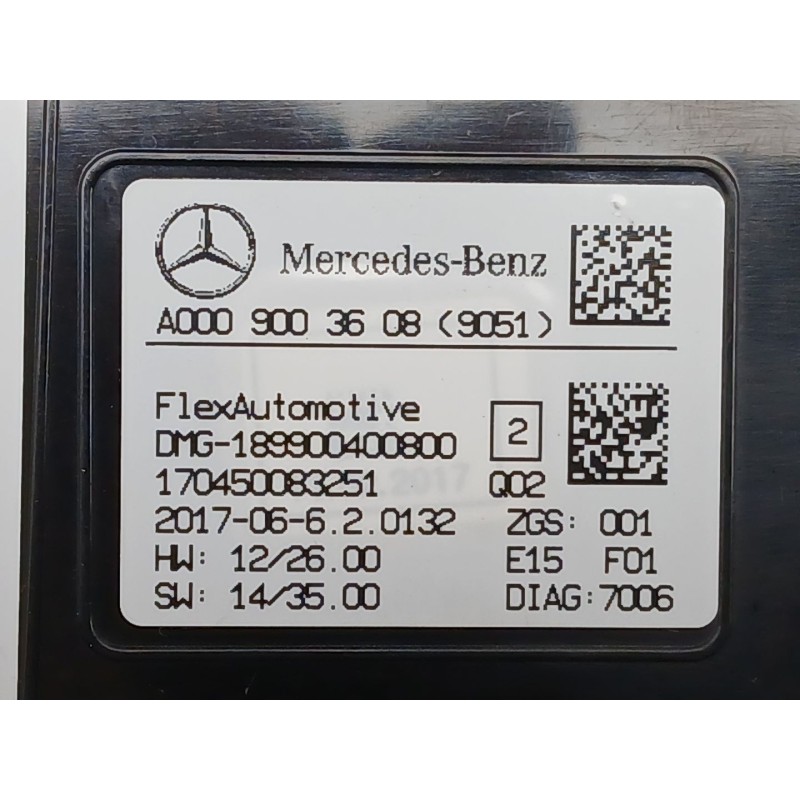 Mercedes-Benz
A000 900 36 08 (9051)
FlexAutomotive
DMG-189900400800 2
170450083251 Q02
2017-06-6.2.0132 ZGS: 001
HW: 12/26.00 E15 F01
SW: 14/35.00 DIAG:7006